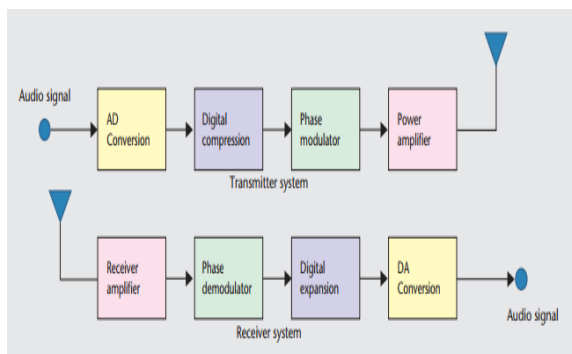 Audio signal
AD
Conversion
Digital
compression
Phase
modulator
Power
amplifier
Transmitter system
Receiver
amplifier
Phase
demodulator
Digital
expansion
DA
Conversion
Audio signal
Receiver system